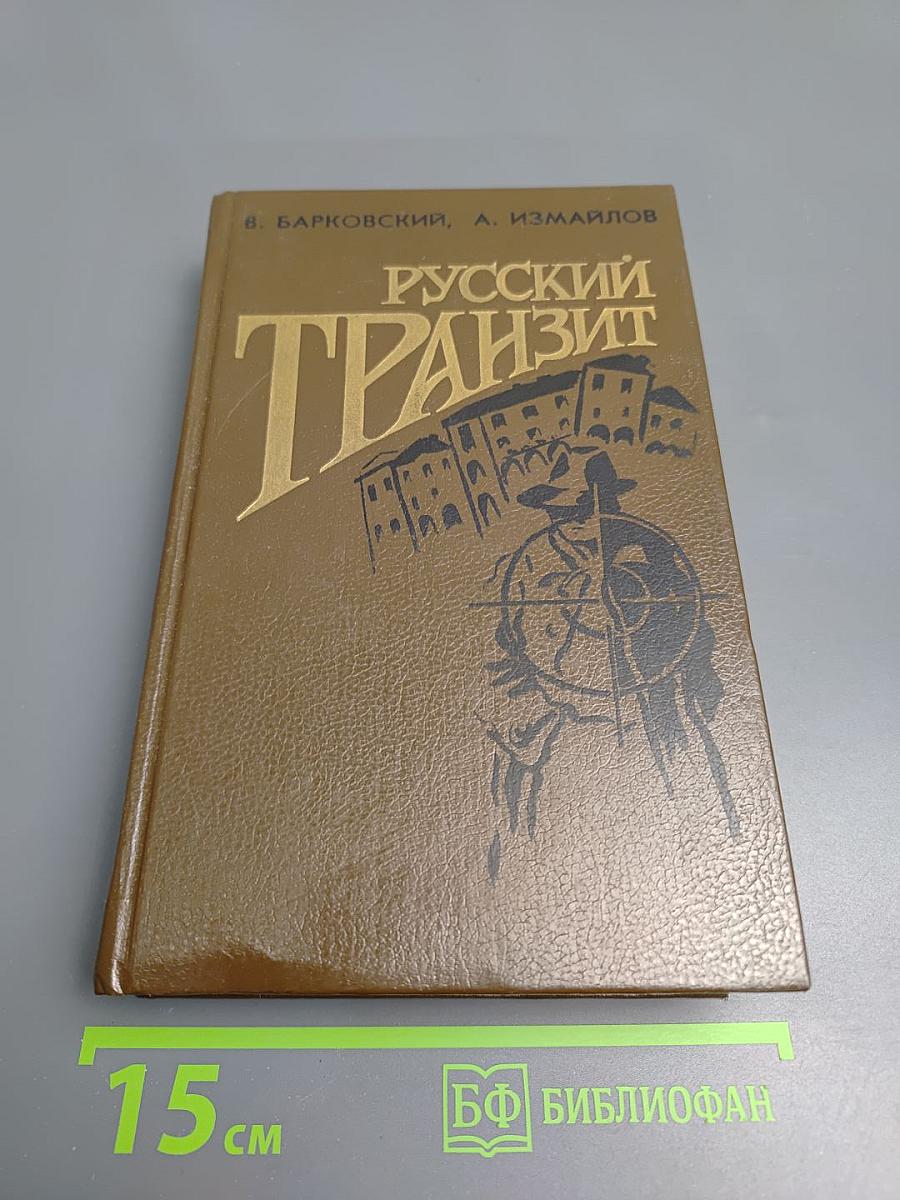 В. БАРКОВСКИЙ, А. ИЗМАЙЛОВ
РУССКИЙ
ТРАНЗИТ
15 см
БФ БИБЛИОФАН